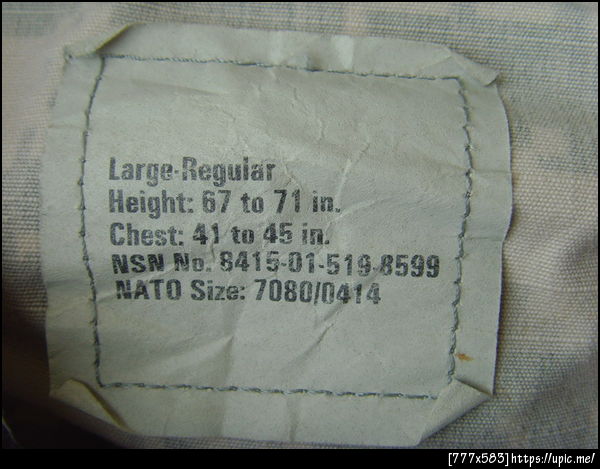 Large-Regular
Height: 67 to 71 in.
Chest: 41 to 45 in.
NSN No. 8415-01-519-8599
NATO Size: 7080/0414
[777x583]https://upic.me/